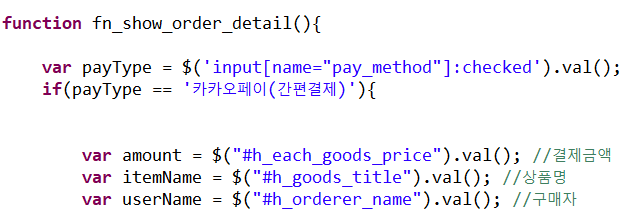 function fn_show_order_detail(){
var payType = $('input[name="pay_method"]:checked').val();
if(payType == '카카오페이(간편결제)'){
var amount = $("#h_each_goods_price").val(); //결제금액
var itemName = $("#h_goods_title").val(); //상품명
var userName = $("#h_orderer_name").val(); //구매자